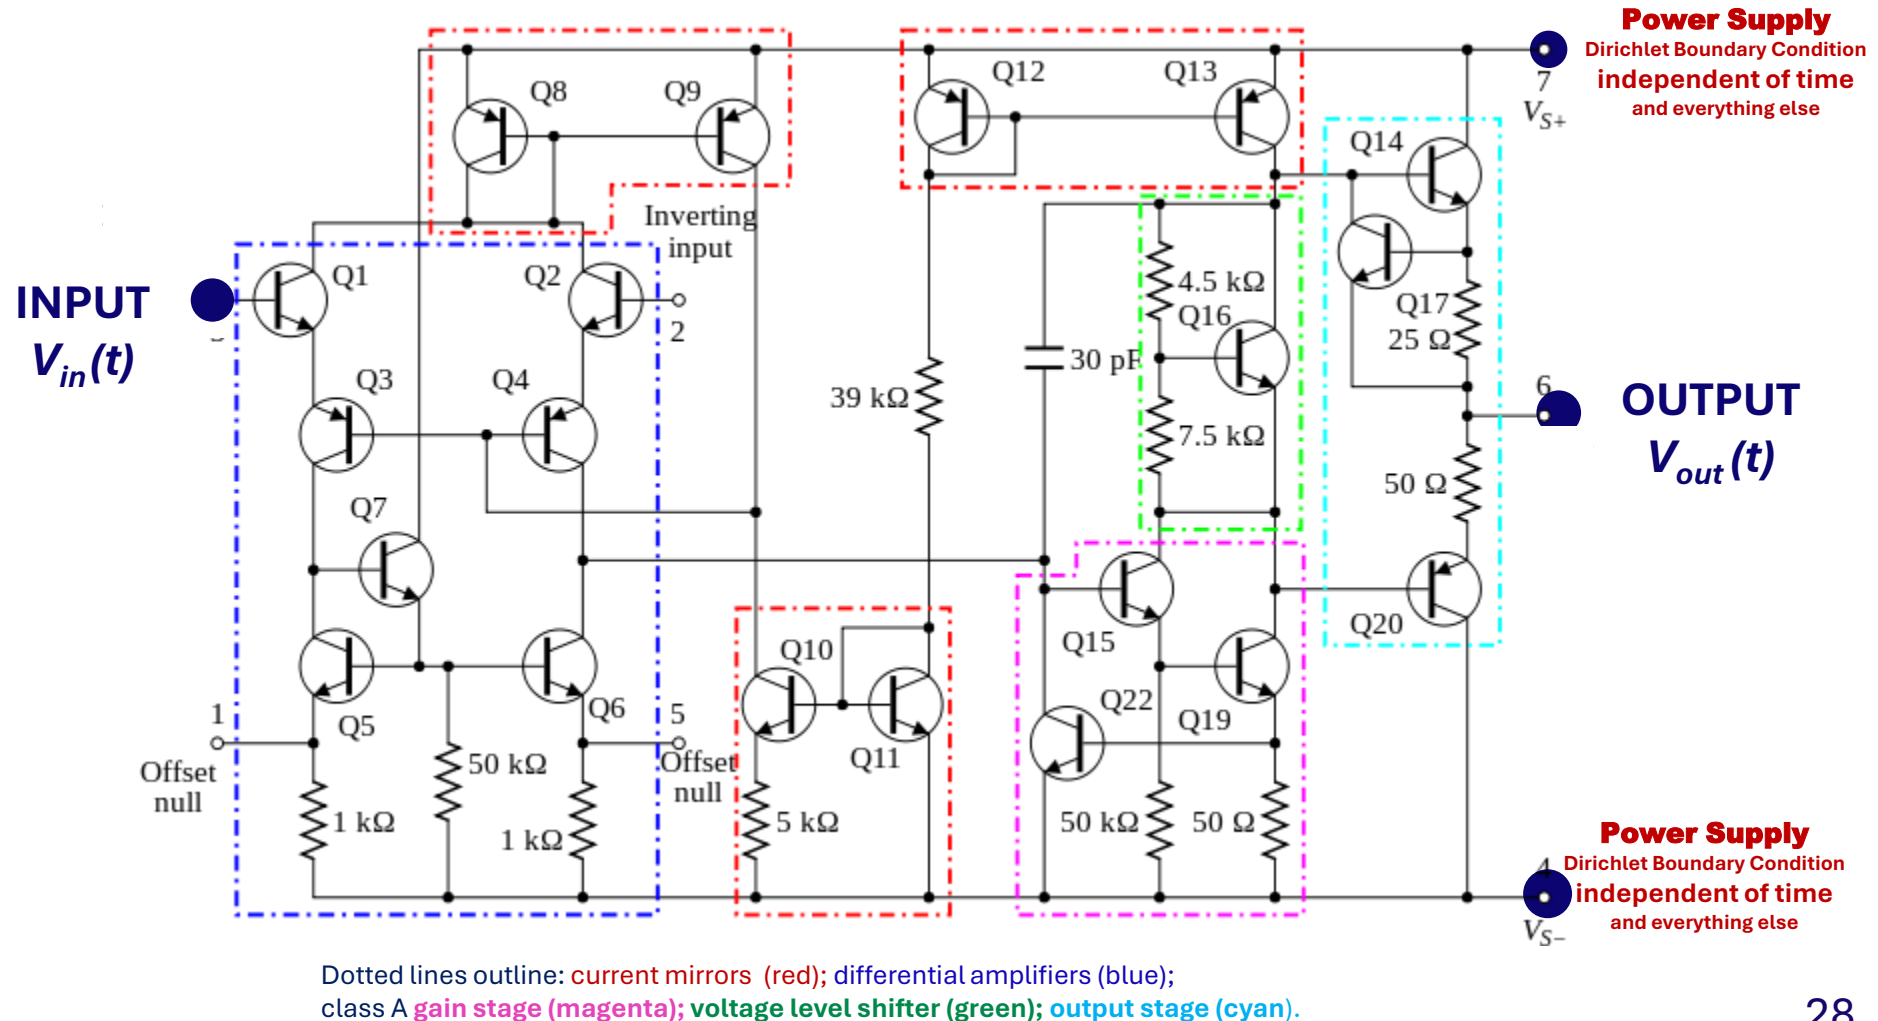 Power Supply
Dirichlet Boundary Condition
independent of time
and everything else
7
VS+
Q12
Q13
Q8
Q9
Q14
Inverting
input
Q1
Q2
INPUT
Vin(t)
2
4.5 kΩ
Q16
Q17
25 Ω
30 pF
Q3
Q4
39 kΩ
6
OUTPUT
Vout(t)
7.5 kΩ
50 Ω
Q7
Q15
Q20
Q10
Q22
Q19
1
Q5
Q6
5
Q11
Offset
null
50 kΩ
Offset
null
1 kΩ
1 kΩ
5 kΩ
50 kΩ
50 Ω
Power Supply
4
Dirichlet Boundary Condition
independent of time
and everything else
VS−
Dotted lines outline: current mirrors (red); differential amplifiers (blue);
class A gain stage (magenta); voltage level shifter (green); output stage (cyan).
28